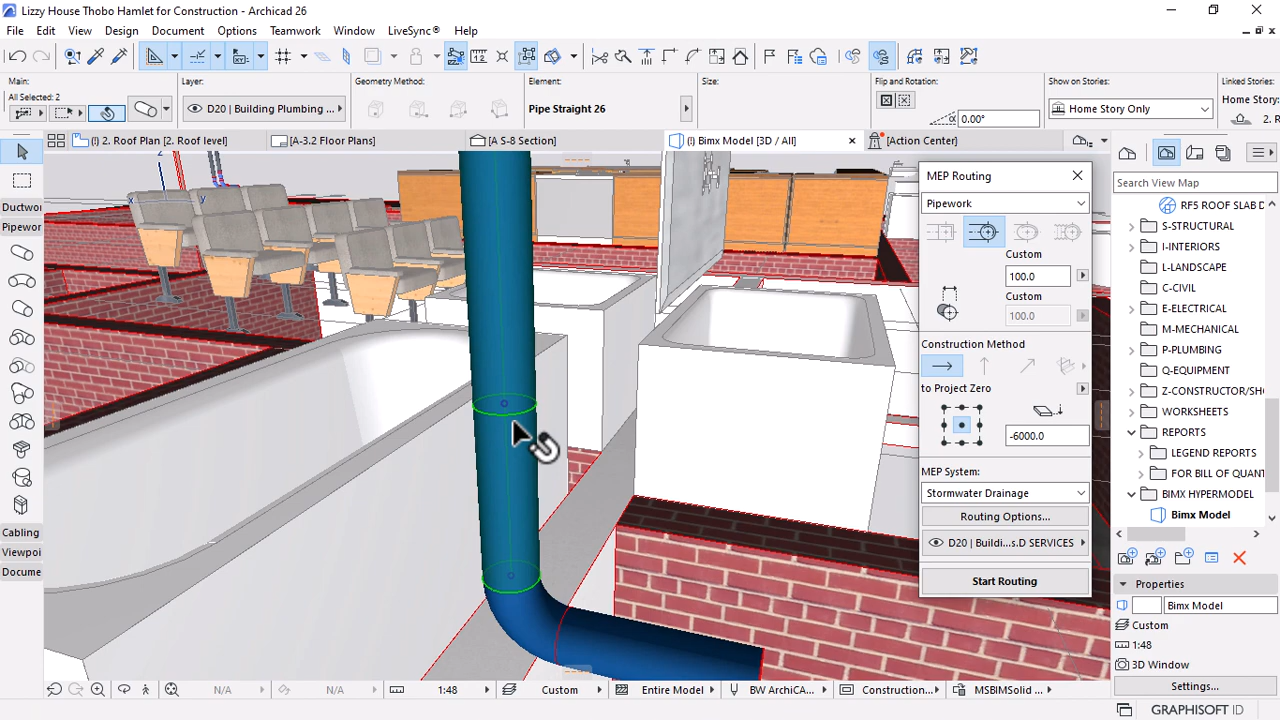 Lizzy House Thobo Hamlet for Construction - Archicad 26
File Edit View Design Document Options Teamwork Window LiveSync® Help
Main: Layer: Geometry Method: Element: Size: Flip and Rotation: Show on Stories: Linked Stories:
All Selected: 2
D20 | Building Plumbing ... Pipe Straight 26 0.00° Home Story Only Home Story:
2. R
(!) 2. Roof Plan [2. Roof level] [A-3.2 Floor Plans] [A S-8 Section] (!) Bimx Model [3D / All] [Action Center]
Search View Map
Ductwor
Pipewor
Cabling
Viewpoi
Docume
x y z
MEP Routing
Pipework
Custom
100.0
Custom
100.0
Construction Method
to Project Zero
-6000.0
MEP System:
Stormwater Drainage
Routing Options...
D20 | Buildi...s.D SERVICES
Start Routing
RF5 ROOF SLAB D
S-STRUCTURAL
I-INTERIORS
L-LANDSCAPE
C-CIVIL
E-ELECTRICAL
M-MECHANICAL
P-PLUMBING
Q-EQUIPMENT
Z-CONSTRUCTOR/SH
WORKSHEETS
REPORTS
LEGEND REPORTS
FOR BILL OF QUANT
BIMX HYPERMODEL
Bimx Model
Properties
Bimx Model
Custom
1:48
3D Window
Settings...
N/A N/A 1:48 Custom Entire Model BW ArchiCA... Construction... MSBIMSolid ...
GRAPHISOFT ID